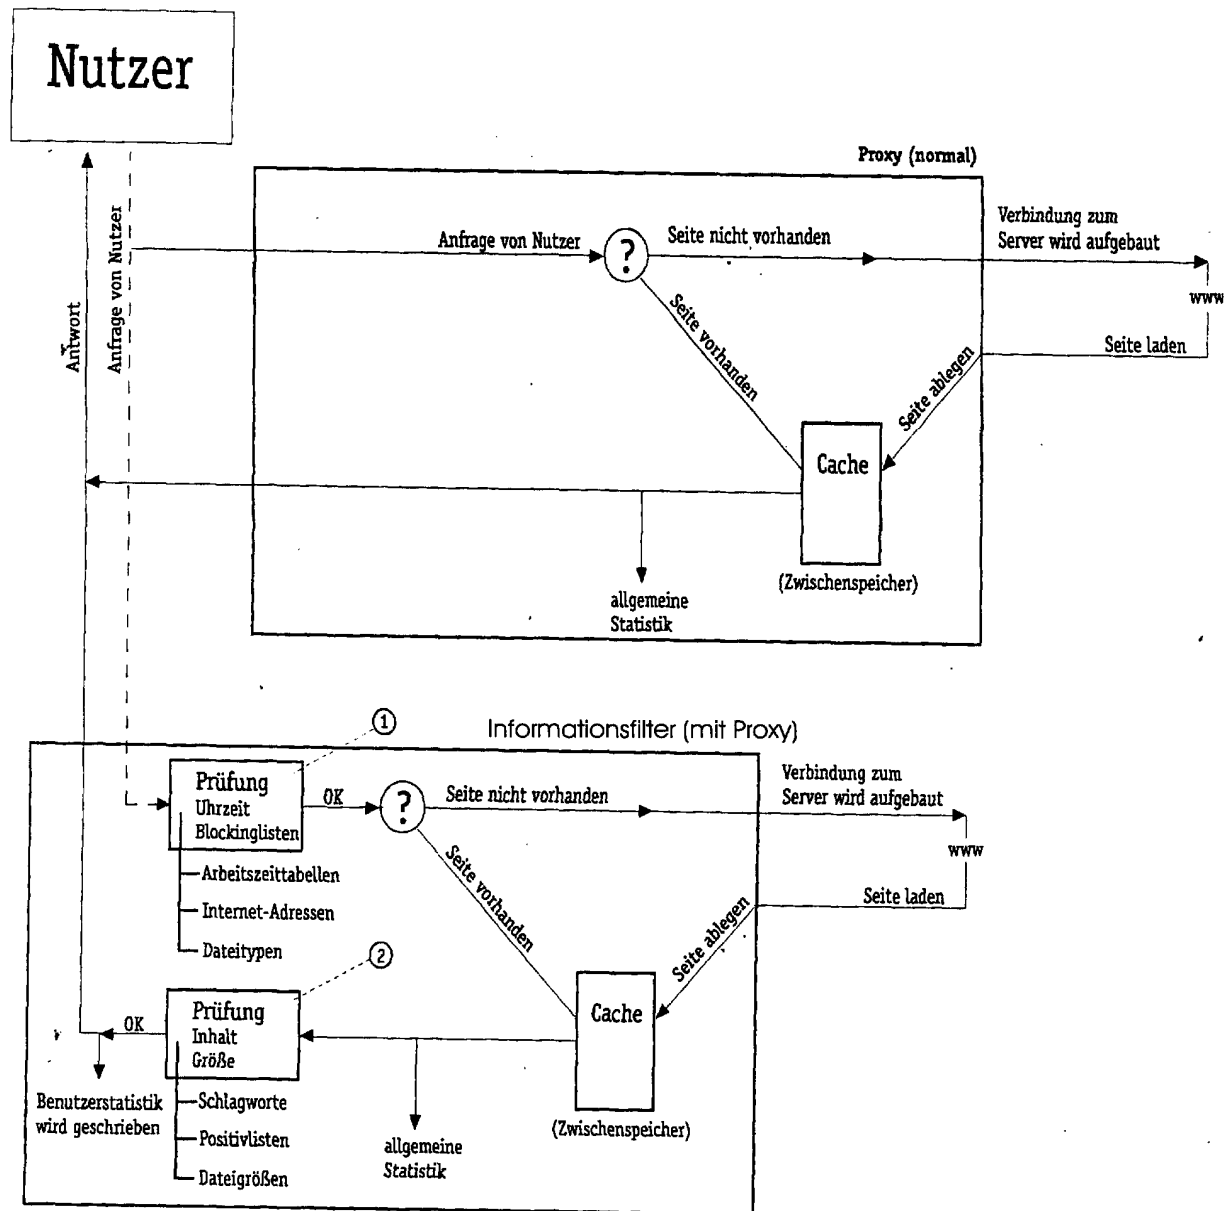 Nutzer
Antwort
Anfrage von Nutzer
Proxy (normal)
Anfrage von Nutzer
?
Seite nicht vorhanden
Verbindung zum
Server wird aufgebaut
www
Seite laden
Seite vorhanden
Seite ablegen
Cache
(Zwischenspeicher)
allgemeine
Statistik
Informationsfilter (mit Proxy)
1
Prüfung
Uhrzeit
Blockinglisten
Arbeitszeittabellen
Internet-Adressen
Dateitypen
OK
?
Seite nicht vorhanden
Verbindung zum
Server wird aufgebaut
www
Seite laden
Seite vorhanden
Seite ablegen
Cache
(Zwischenspeicher)
2
Prüfung
Inhalt
Größe
Schlagworte
Positivlisten
Dateigrößen
OK
Benutzerstatistik
wird geschrieben
allgemeine
Statistik